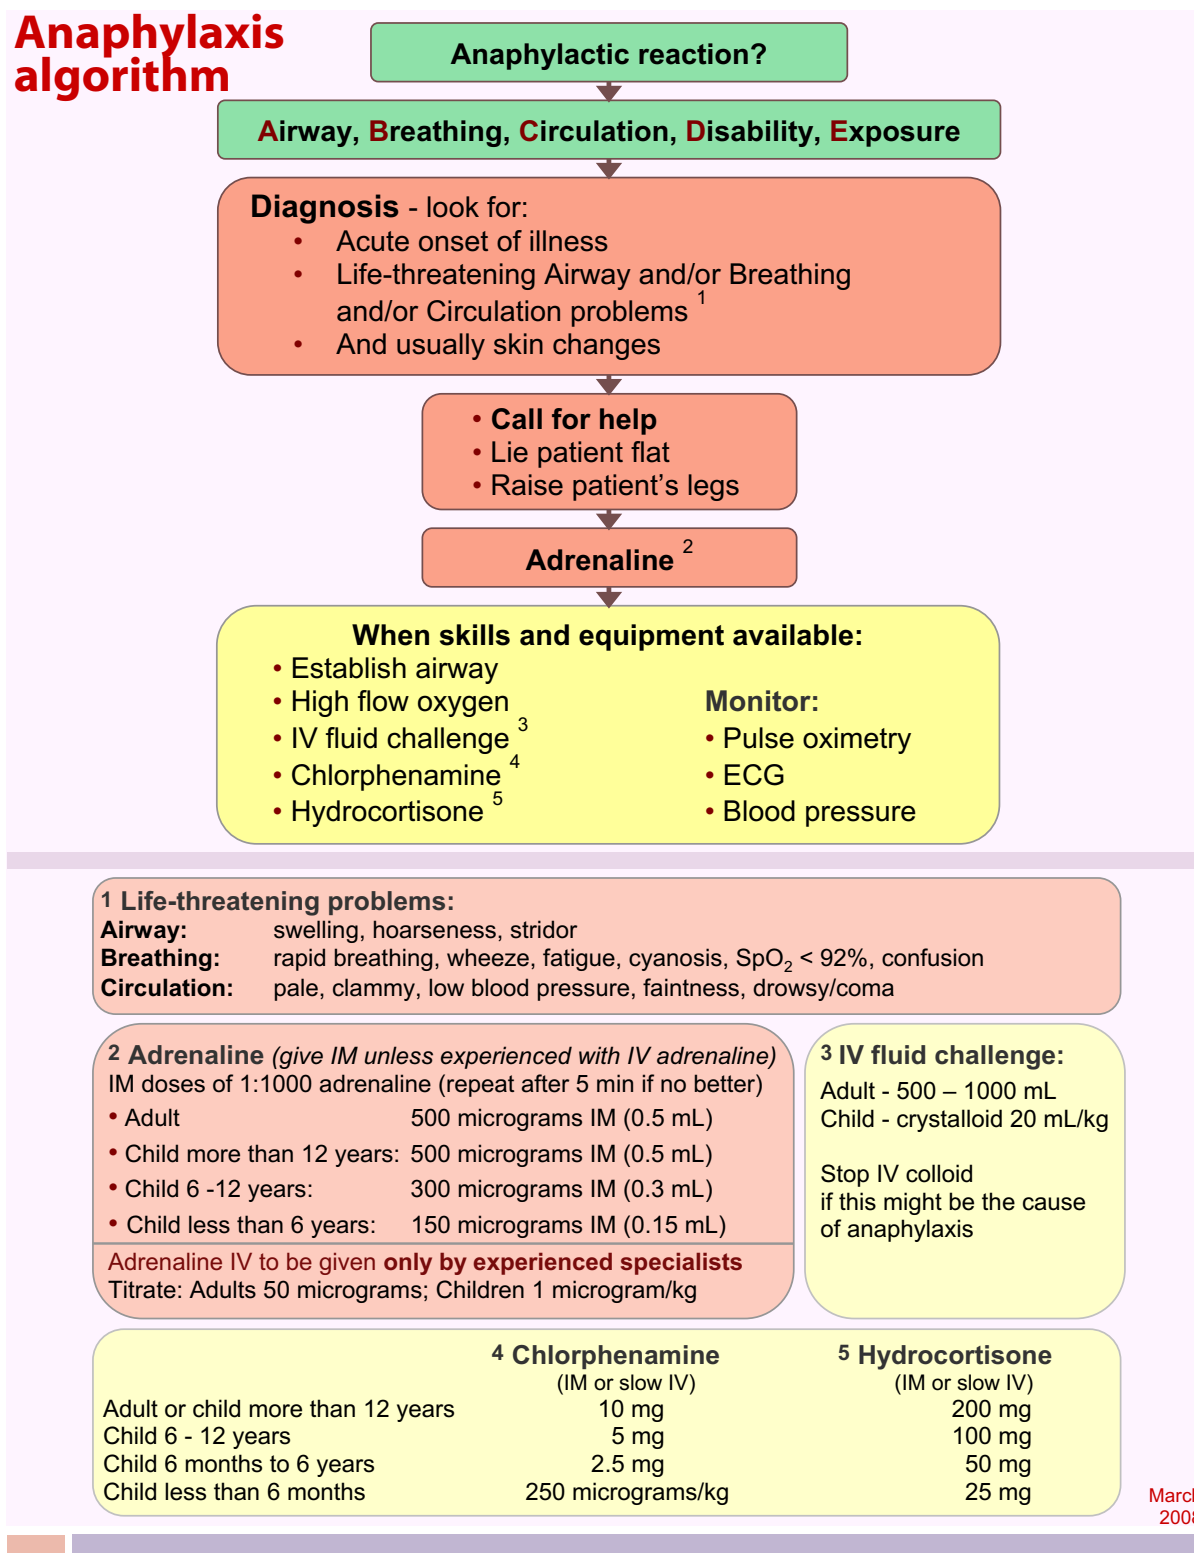 Anaphylaxis
algorithm
Anaphylactic reaction?
Airway, Breathing, Circulation, Disability, Exposure
Diagnosis - look for:
• Acute onset of illness
• Life-threatening Airway and/or Breathing
and/or Circulation problems 1
• And usually skin changes
• Call for help
• Lie patient flat
• Raise patient’s legs
Adrenaline 2
When skills and equipment available:
• Establish airway
• High flow oxygen
• IV fluid challenge 3
• Chlorphenamine 4
• Hydrocortisone 5
Monitor:
• Pulse oximetry
• ECG
• Blood pressure
1 Life-threatening problems:
Airway: swelling, hoarseness, stridor
Breathing: rapid breathing, wheeze, fatigue, cyanosis, SpO2 < 92%, confusion
Circulation: pale, clammy, low blood pressure, faintness, drowsy/coma
2 Adrenaline (give IM unless experienced with IV adrenaline)
IM doses of 1:1000 adrenaline (repeat after 5 min if no better)
• Adult 500 micrograms IM (0.5 mL)
• Child more than 12 years: 500 micrograms IM (0.5 mL)
• Child 6 -12 years: 300 micrograms IM (0.3 mL)
• Child less than 6 years: 150 micrograms IM (0.15 mL)
Adrenaline IV to be given only by experienced specialists
Titrate: Adults 50 micrograms; Children 1 microgram/kg
3 IV fluid challenge:
Adult - 500 – 1000 mL
Child - crystalloid 20 mL/kg
Stop IV colloid
if this might be the cause
of anaphylaxis
4 Chlorphenamine 5 Hydrocortisone
(IM or slow IV) (IM or slow IV)
Adult or child more than 12 years 10 mg 200 mg
Child 6 - 12 years 5 mg 100 mg
Child 6 months to 6 years 2.5 mg 50 mg
Child less than 6 months 250 micrograms/kg 25 mg
March
2008